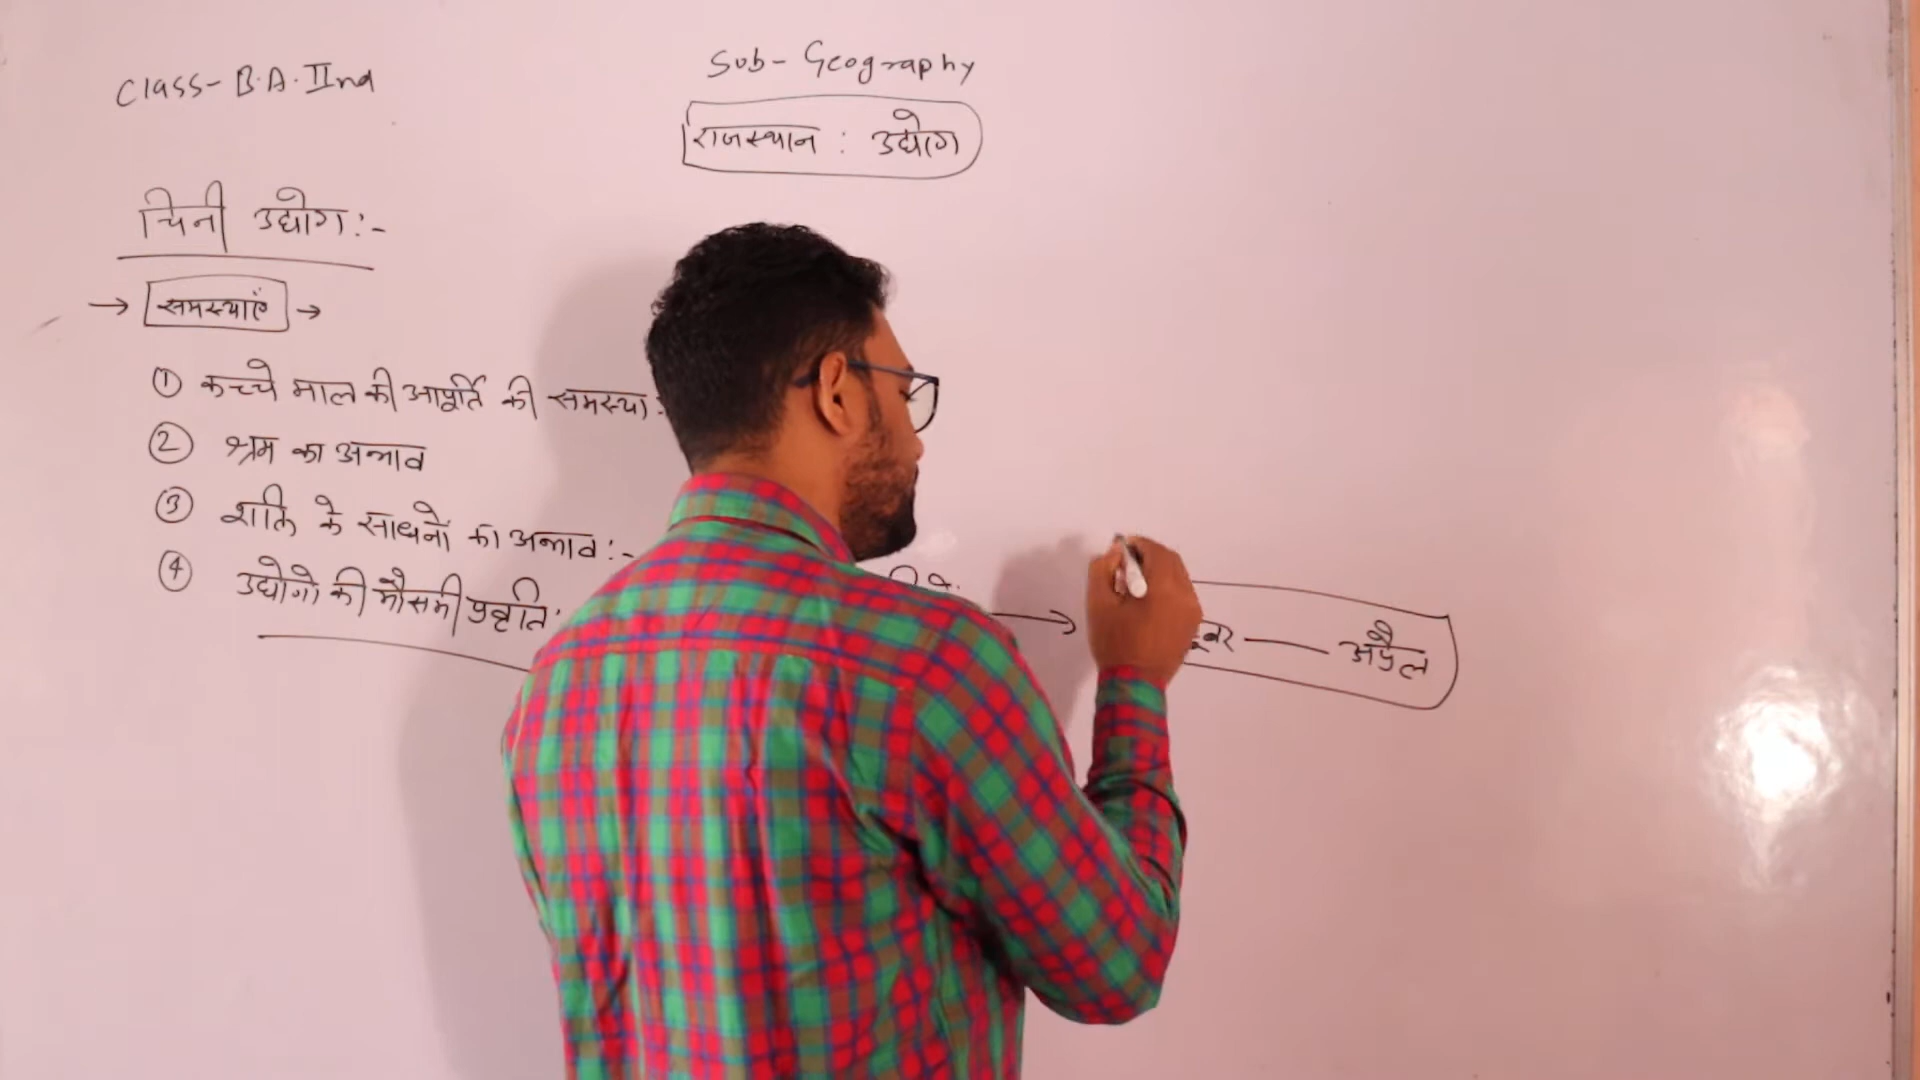 Class- B.A. IInd
Sub- Geography
राजस्थान : उद्योग
चिनी उद्योग:-
→ समस्याएं →
① कच्चे माल की आपूर्ति की समस्या:
② श्रम का अभाव
③ शक्ति के साधनों का अभाव:-
④ उद्योगो की मौसमी प्रवृति:
→ — अप्रैल